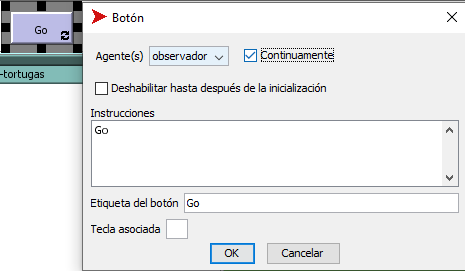 Go
-tortugas
Botón
Agente(s) observador Continuamente
Deshabilitar hasta después de la inicialización
Instrucciones
Go
Etiqueta del botón Go
Tecla asociada
OK Cancelar